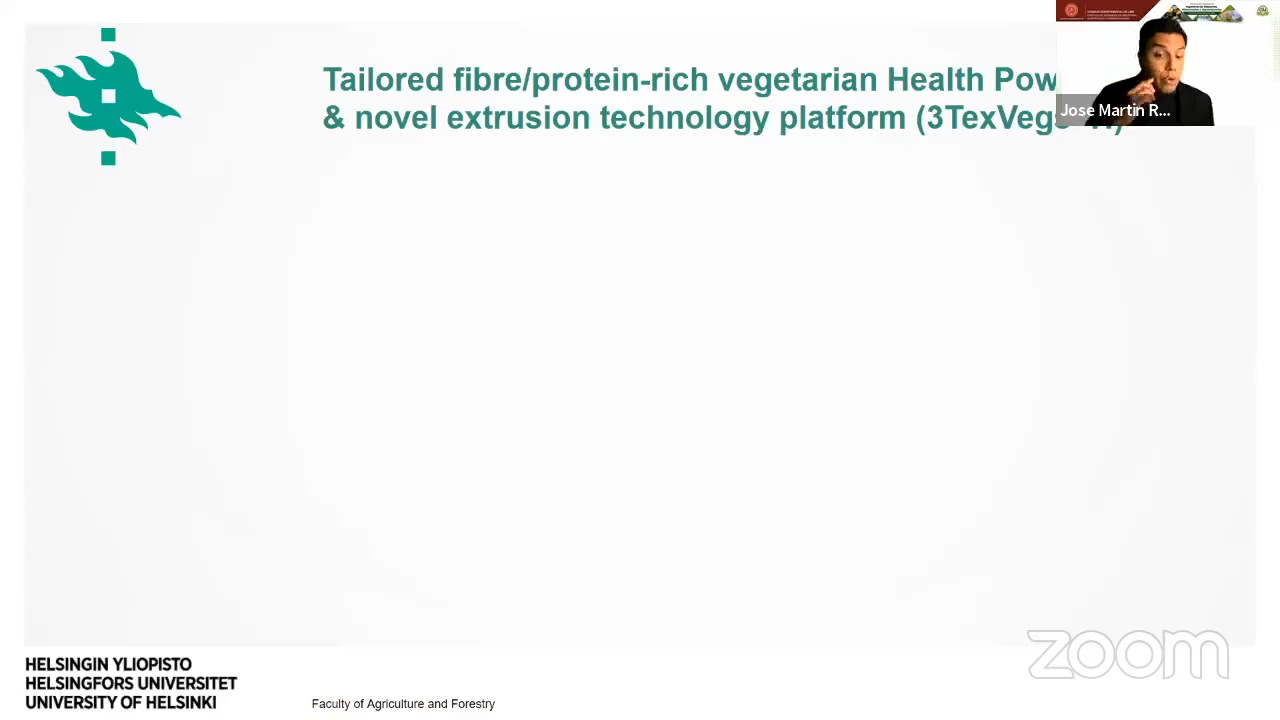 Tailored fibre/protein-rich vegetarian Health Pow
& novel extrusion technology platform (3TexVegs
Jose Martin R...
zoom
HELSINGIN YLIOPISTO
HELSINGFORS UNIVERSITET
UNIVERSITY OF HELSINKI
Faculty of Agriculture and Forestry